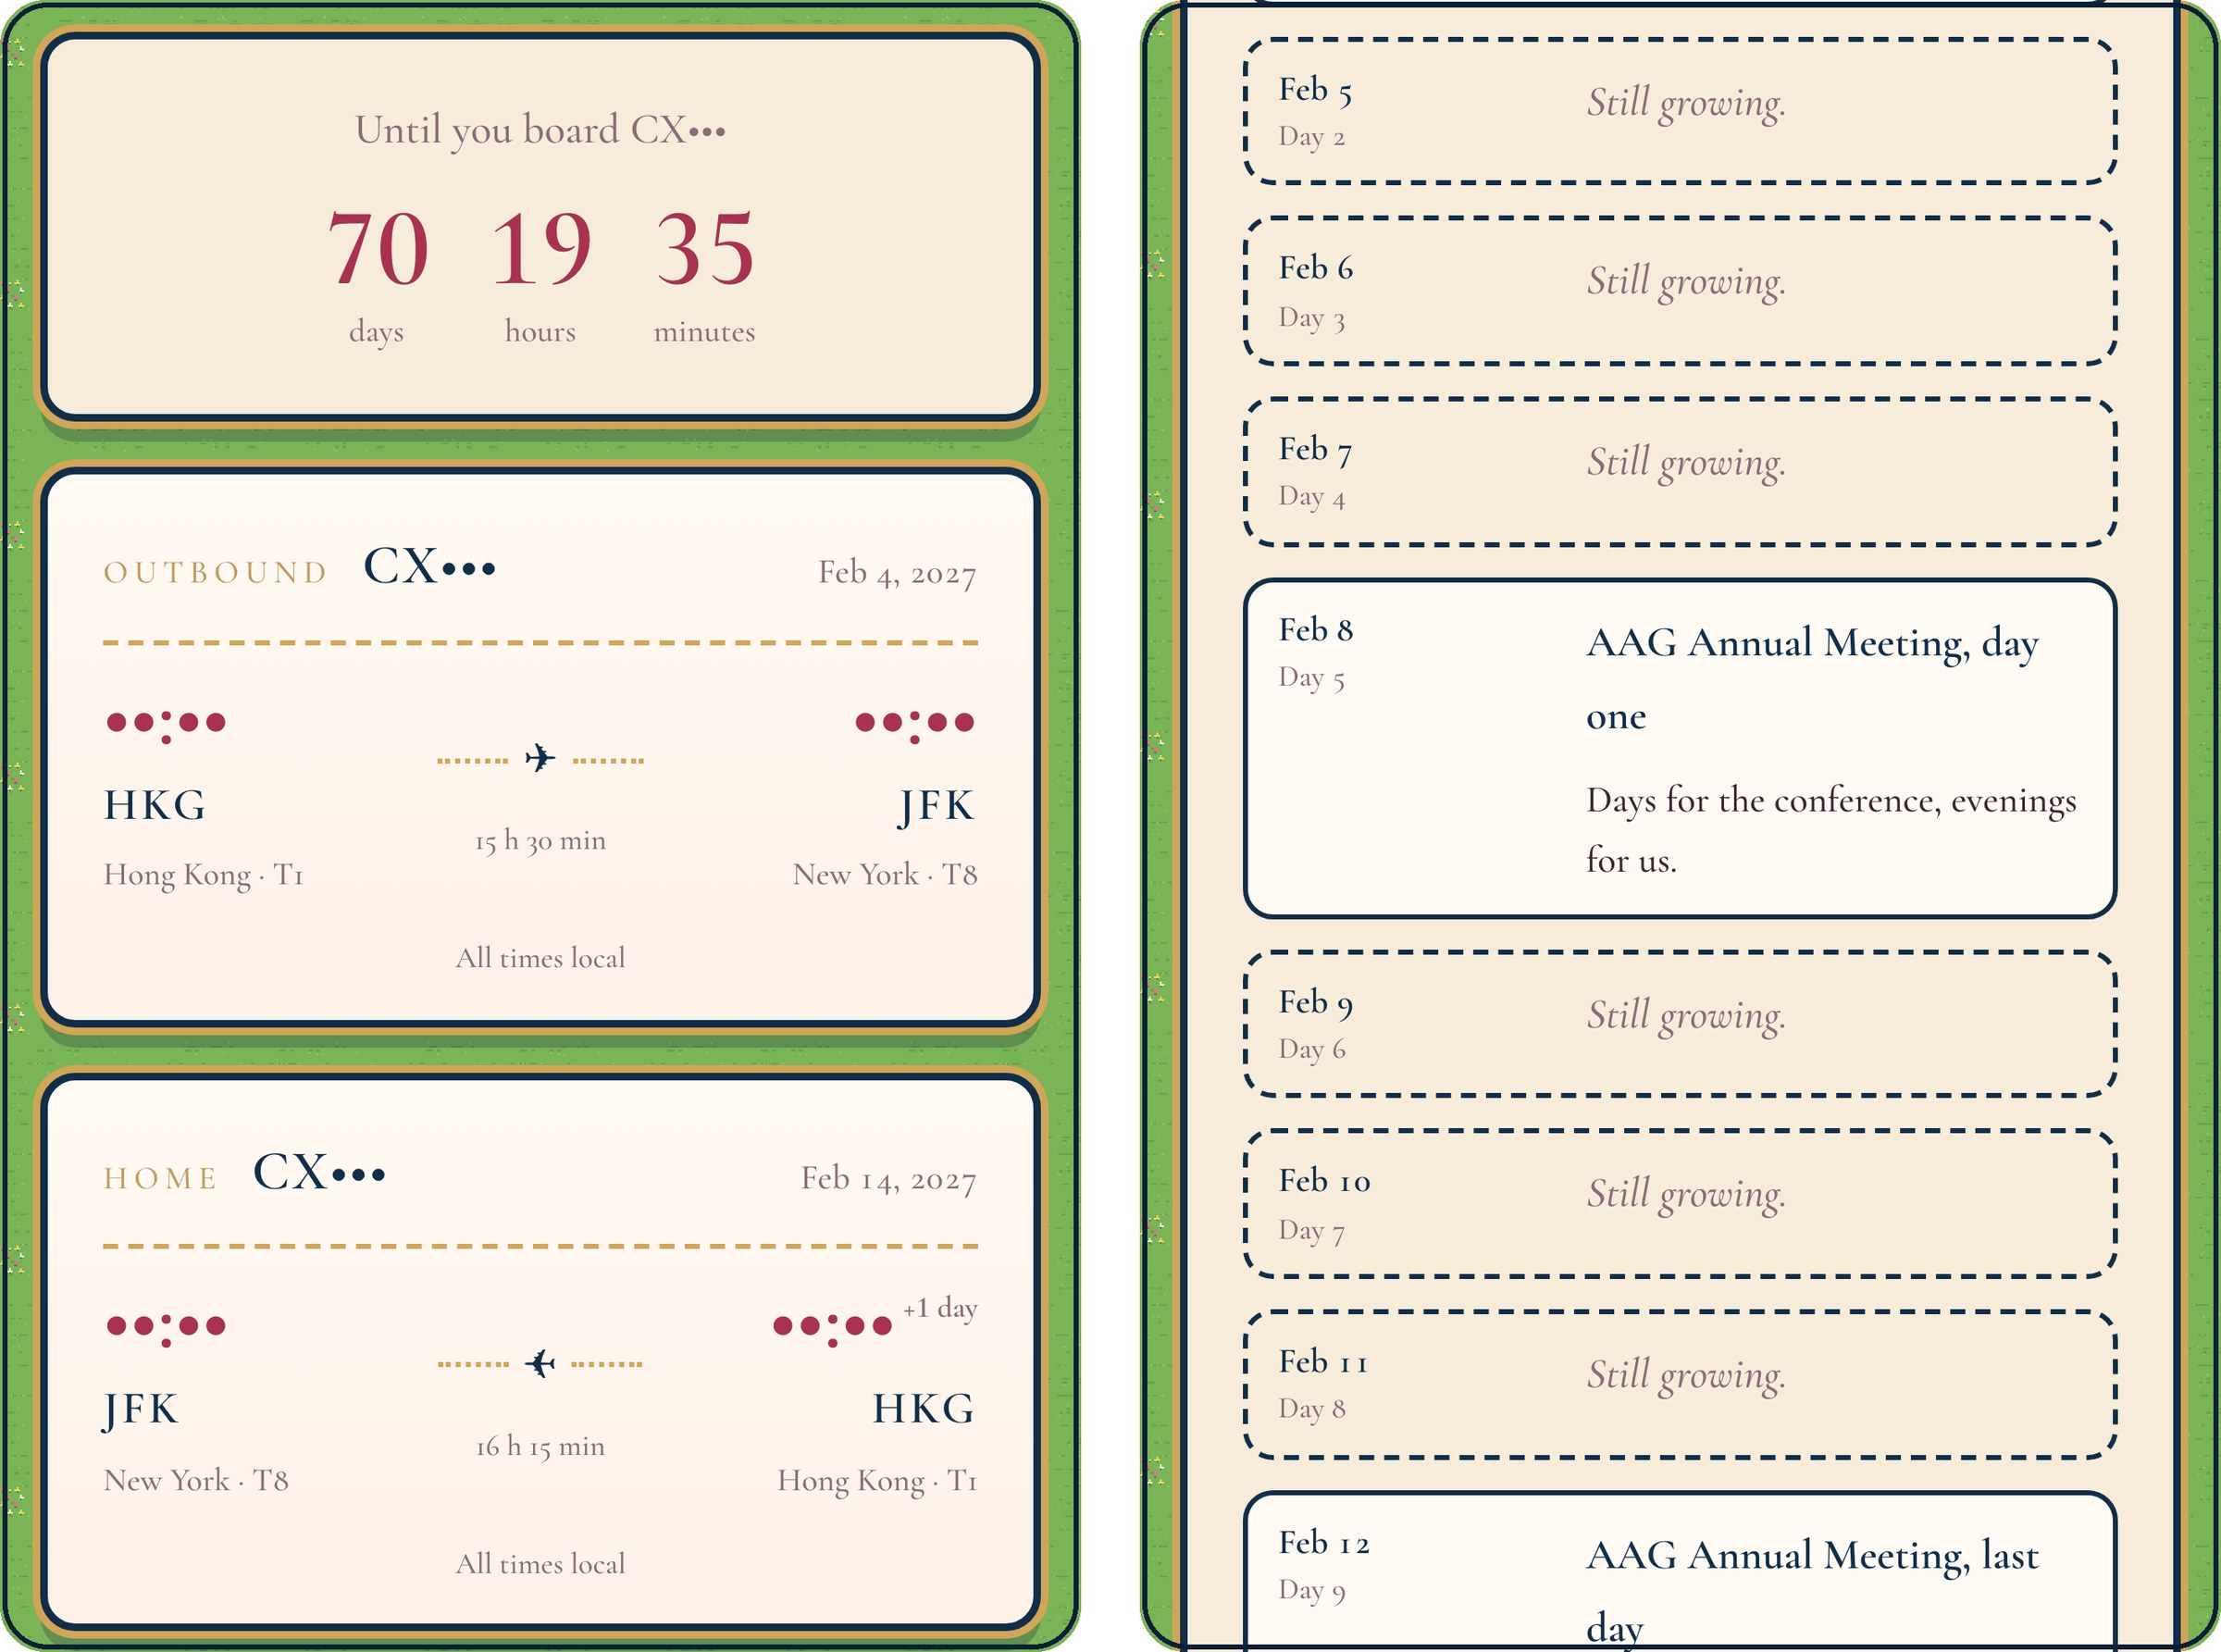 Until you board CX•••
70 19 35
days hours minutes
OUTBOUND CX••• Feb 4, 2027
••:•• ••:••
HKG JFK
15 h 30 min
Hong Kong · T1 New York · T8
All times local
HOME CX••• Feb 14, 2027
••:•• ••:•• +1 day
JFK HKG
16 h 15 min
New York · T8 Hong Kong · T1
All times local
Feb 5 Still growing.
Day 2
Feb 6 Still growing.
Day 3
Feb 7 Still growing.
Day 4
Feb 8 AAG Annual Meeting, day
Day 5
one
Days for the conference, evenings
for us.
Feb 9 Still growing.
Day 6
Feb 10 Still growing.
Day 7
Feb 11 Still growing.
Day 8
Feb 12 AAG Annual Meeting, last
Day 9
day